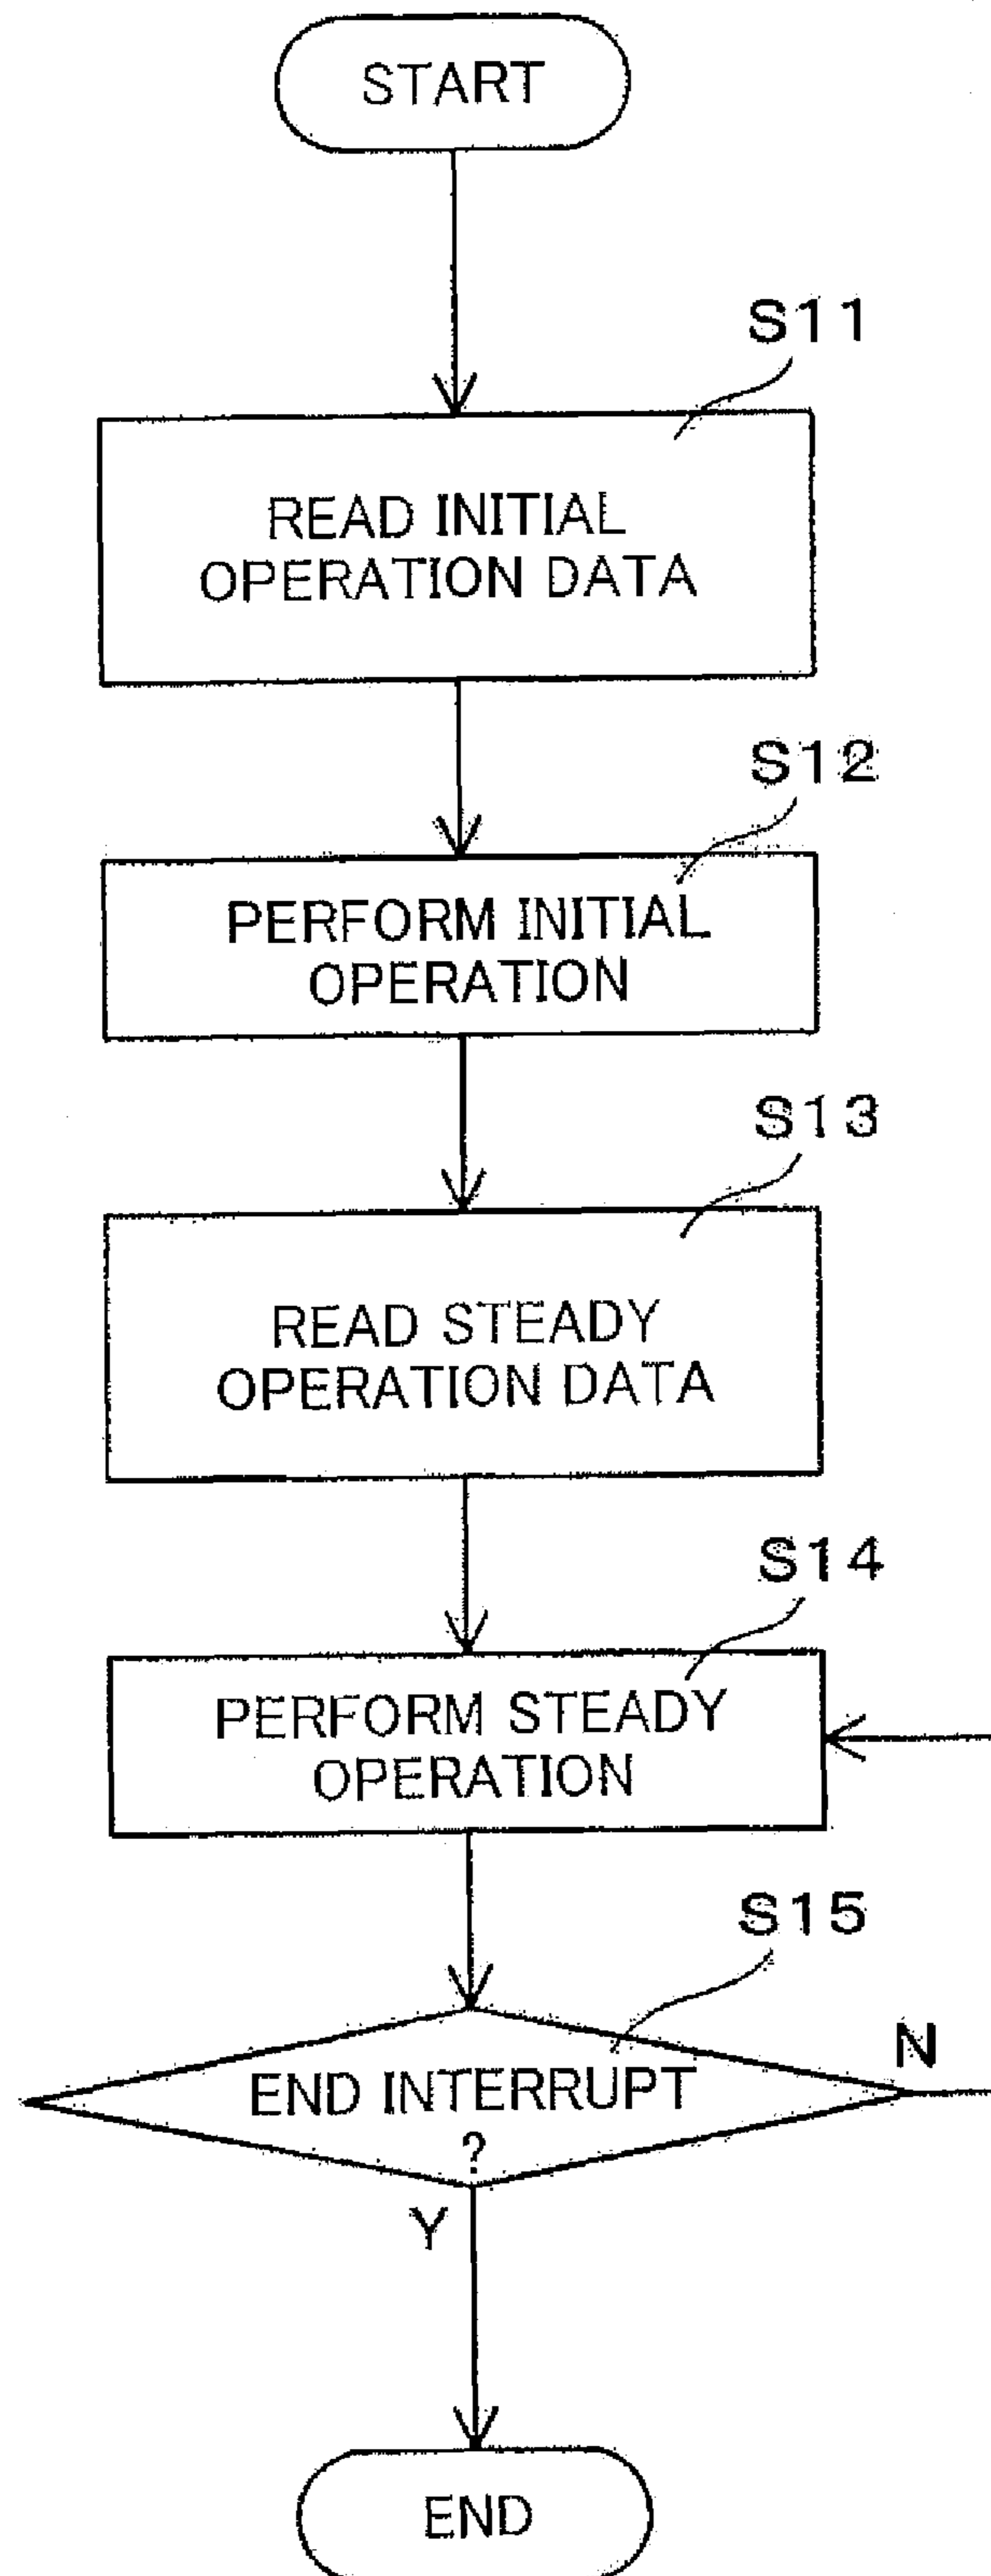 START
S11
READ INITIAL
OPERATION DATA
S12
PERFORM INITIAL
OPERATION
S13
READ STEADY
OPERATION DATA
S14
PERFORM STEADY
OPERATION
S15
END INTERRUPT
?
N
Y
END